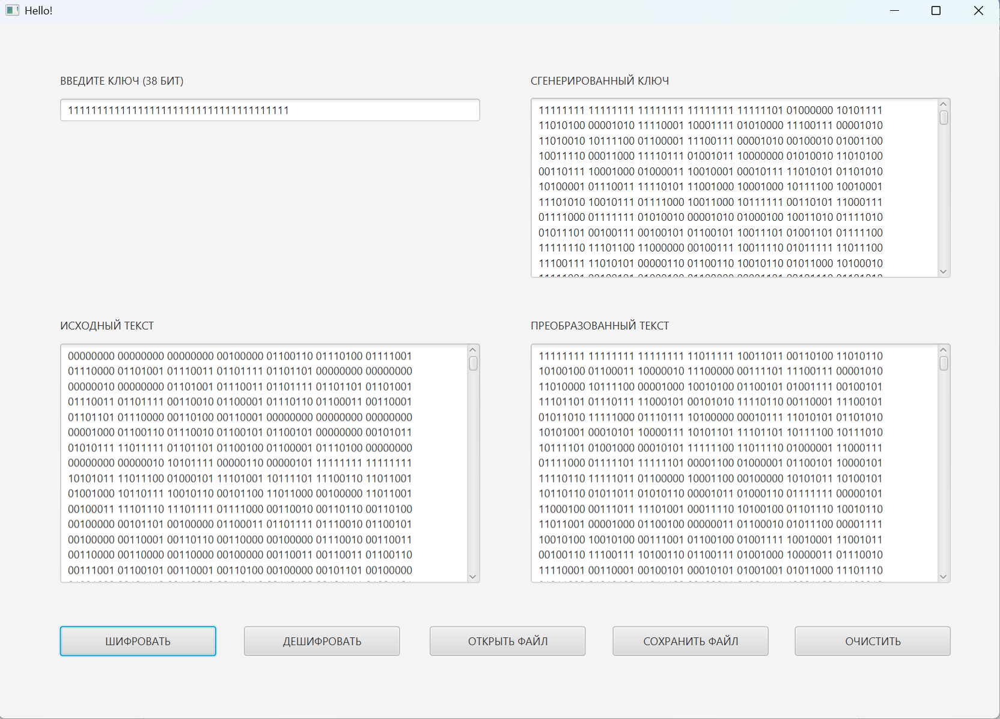 Hello!
ВВЕДИТЕ КЛЮЧ (38 БИТ)
11111111111111111111111111111111111111
СГЕНЕРИРОВАННЫЙ КЛЮЧ
11111111 11111111 11111111 11111111 11111101 01000000 10101111
11010100 00001010 11110001 10001111 01010000 11100111 00001010
11010010 10111100 01100001 11100111 00001010 00100010 01001100
10011110 00011000 11110111 01001011 10000000 01010010 11010100
00110111 10001000 01000011 10010001 00010111 11010101 01101010
10100001 01110011 11110101 11001000 10001000 10111100 10010001
11101010 10010111 01111000 10011000 10111111 00110101 11000111
01111000 01111111 01010010 00001010 01000100 10011010 01111010
01011101 00100111 00100101 01100101 10011101 01001101 01111100
11111110 11101100 11000000 00100111 10011110 01011111 11011100
11100111 11010101 00000110 01100110 10010110 01011000 10100010
ИСХОДНЫЙ ТЕКСТ
00000000 00000000 00000000 00100000 01100110 01110100 01111001
01110000 01101001 01110011 01101111 01101101 00000000 00000000
00000010 00000000 01101001 01110011 01101111 01101101 01101001
01110011 01101111 00110010 01100001 01110110 01100011 00110001
01101101 01110000 00110100 00110001 00000000 00000000 00000000
00001000 01100110 01110010 01100101 01100101 00000000 00101011
01010111 11011111 01101101 01100100 01100001 01110100 00000000
00000000 00000010 10101111 00000110 00000101 11111111 11111111
10101011 11011100 01000101 11101001 10111101 11100110 11011001
01001000 10110111 10010110 00101100 11011000 00100000 11011001
00100011 11101110 11101111 01111000 00110010 00110110 00110100
00100000 00101101 00100000 01100011 01101111 01110010 01100101
00100000 00110001 00110110 00110000 00100000 01110010 00110011
00110000 00110000 00110000 00100000 00110011 00110011 01100110
00111001 01100101 00110001 00110100 00100000 00101101 00100000
ПРЕОБРАЗОВАННЫЙ ТЕКСТ
11111111 11111111 11111111 11011111 10011011 00110100 11010110
10100100 01100011 10000010 11100000 00111101 11100111 00001010
11010000 10111100 00001000 10010100 01100101 01001111 00100101
11101101 01110111 11000101 00101010 11110110 00110001 11100101
01011010 11111000 01110111 10100000 00010111 11010101 01101010
10101001 00010101 10000111 10101101 11101101 10111100 10111010
10111101 01001000 00010101 11111100 11011110 01000001 11000111
01111000 01111101 11111101 00001100 01000001 01100101 10000101
11110110 11111011 01100000 10001100 00100000 10101011 10100101
10110110 01011011 01010110 00001011 01000110 01111111 00000101
11000100 00111011 11101001 00011110 10100100 01101110 10010110
11011001 00001000 01100100 00000011 01100010 01011100 00001111
10010100 10010100 00111001 01100100 01001111 10010001 11001011
00100110 11100111 10100110 01100111 01001000 10000011 01110010
11110001 00110001 00100101 00010101 01001001 01011000 11101110
ШИФРОВАТЬ
ДЕШИФРОВАТЬ
ОТКРЫТЬ ФАЙЛ
СОХРАНИТЬ ФАЙЛ
ОЧИСТИТЬ